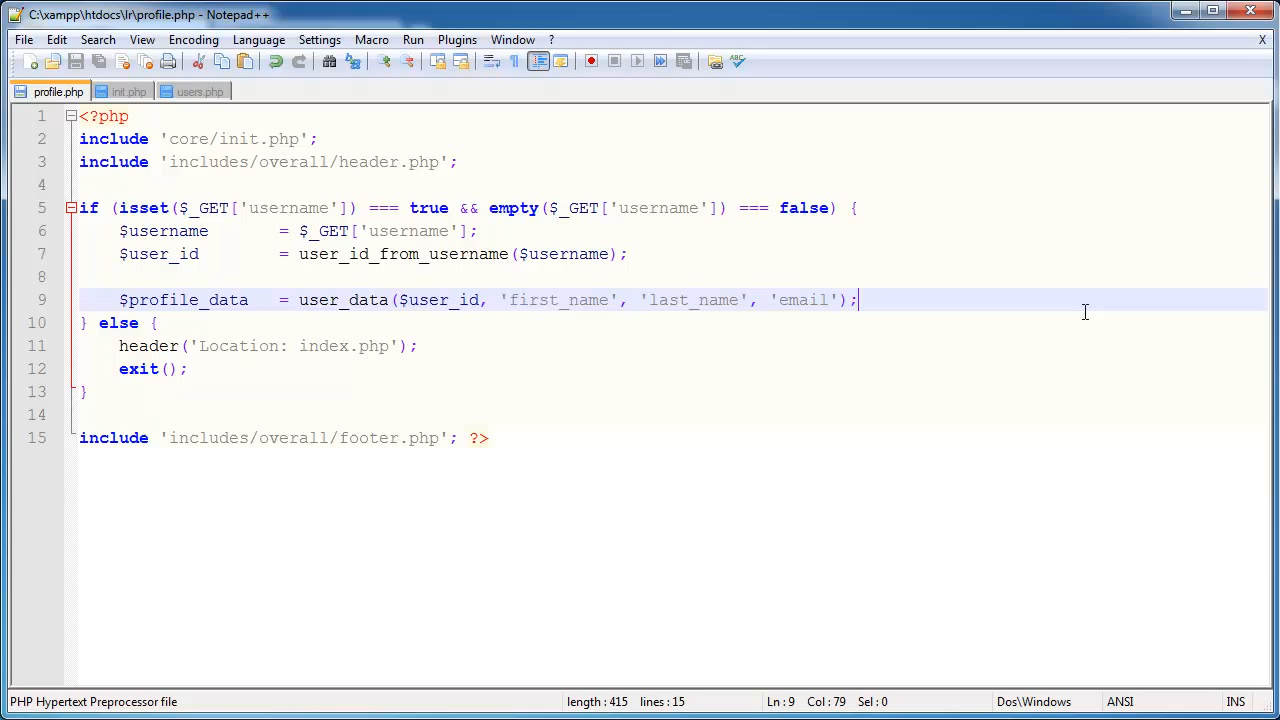 C:\xampp\htdocs\lr\profile.php - Notepad++
File Edit Search View Encoding Language Settings Macro Run Plugins Window ? X
profile.php init.php users.php
1 <?php
2 include 'core/init.php';
3 include 'includes/overall/header.php';
4
5 if (isset($_GET['username']) === true && empty($_GET['username']) === false) {
6 $username = $_GET['username'];
7 $user_id = user_id_from_username($username);
8
9 $profile_data = user_data($user_id, 'first_name', 'last_name', 'email');
10 } else {
11 header('Location: index.php');
12 exit();
13 }
14
15 include 'includes/overall/footer.php'; ?>
PHP Hypertext Preprocessor file length : 415 lines : 15 Ln : 9 Col : 79 Sel : 0 Dos\Windows ANSI INS